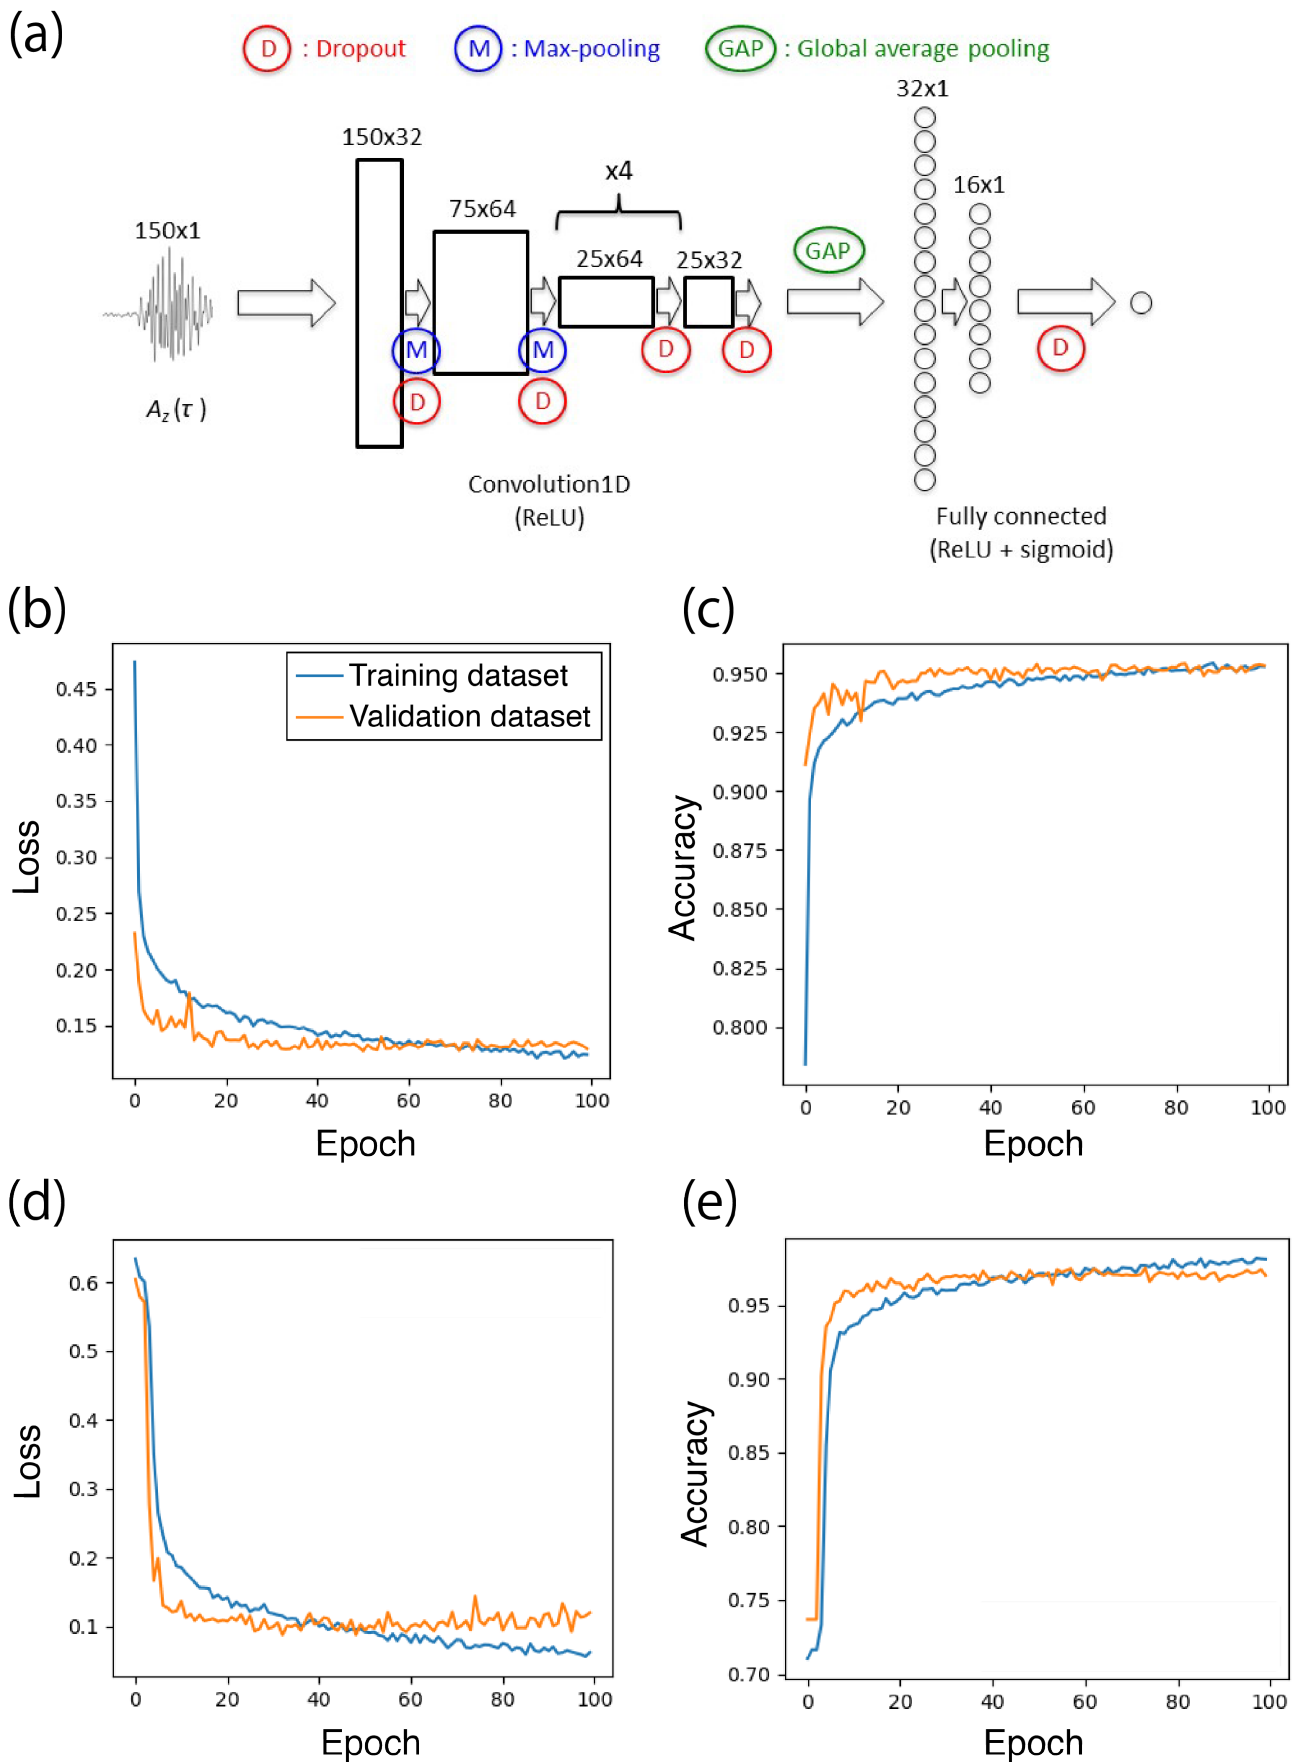 (a)
D : Dropout M : Max-pooling GAP : Global average pooling
32x1
150x32
x4
16x1
75x64
150x1
GAP
25x64 25x32
M M D D D
D D
A_z(τ)
Convolution1D
(ReLU)
Fully connected
(ReLU + sigmoid)
(b)
Training dataset
Validation dataset
0.45
0.40
0.35
0.30
0.25
0.20
0.15
Loss
0 20 40 60 80 100
Epoch
(c)
0.950
0.925
0.900
0.875
0.850
0.825
0.800
Accuracy
0 20 40 60 80 100
Epoch
(d)
0.6
0.5
0.4
0.3
0.2
0.1
Loss
0 20 40 60 80 100
Epoch
(e)
0.95
0.90
0.85
0.80
0.75
0.70
Accuracy
0 20 40 60 80 100
Epoch